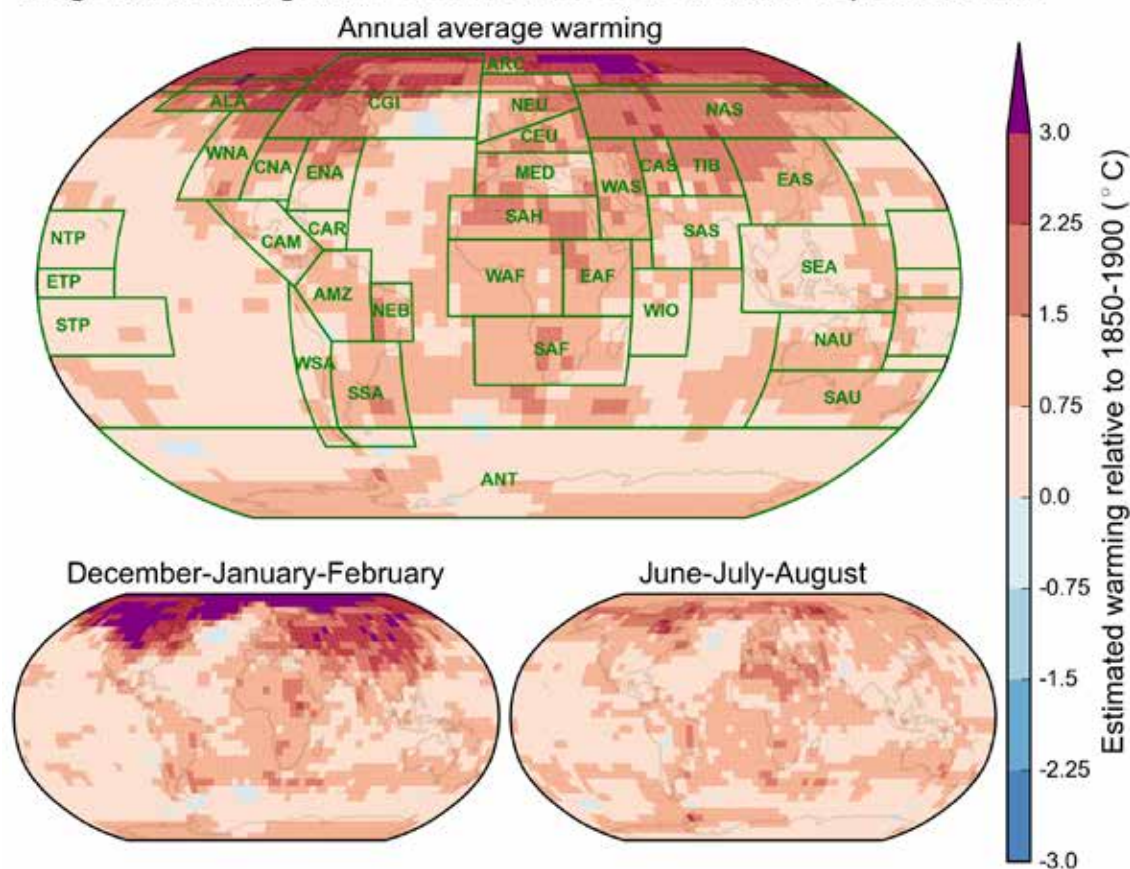 Annual average warming
ARC
ALA
CGI
NEU
NAS
CEU
WNA
CNA
ENA
MED
WAS
CAS
TIB
EAS
SAH
CAR
CAM
SAS
NTP
SEA
ETP
WAF
EAF
AMZ
NEB
WIO
STP
NAU
SAF
WSA
SSA
SAU
ANT
3.0
2.25
1.5
0.75
0.0
-0.75
-1.5
-2.25
-3.0
Estimated warming relative to 1850-1900 (°C)
December-January-February
June-July-August